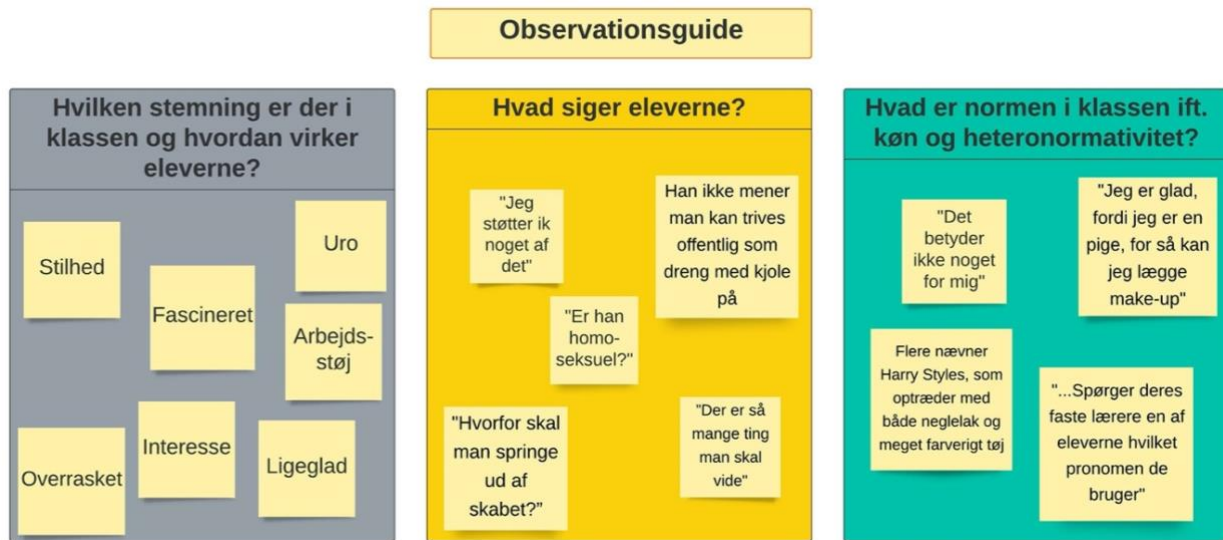 Observationsguide
Hvilken stemning er der i
klassen og hvordan virker
eleverne?
Stilhed
Uro
Fascineret
Arbejds-
støj
Overrasket
Interesse
Ligeglad
Hvad siger eleverne?
"Jeg
støtter ik
noget af
det"
Han ikke mener
man kan trives
offentlig som
dreng med kjole
på
"Er han
homo-
seksuel?"
"Hvorfor skal
man springe
ud af
skabet?”
"Der er så
mange ting
man skal
vide"
Hvad er normen i klassen ift.
køn og heteronormativitet?
"Det
betyder
ikke noget
for mig"
"Jeg er glad,
fordi jeg er en
pige, for så kan
jeg lægge
make-up"
Flere nævner
Harry Styles, som
optræder med
både neglelak og
meget farverigt tøj
"...Spørger deres
faste lærere en af
eleverne hvilket
pronomen de
bruger"